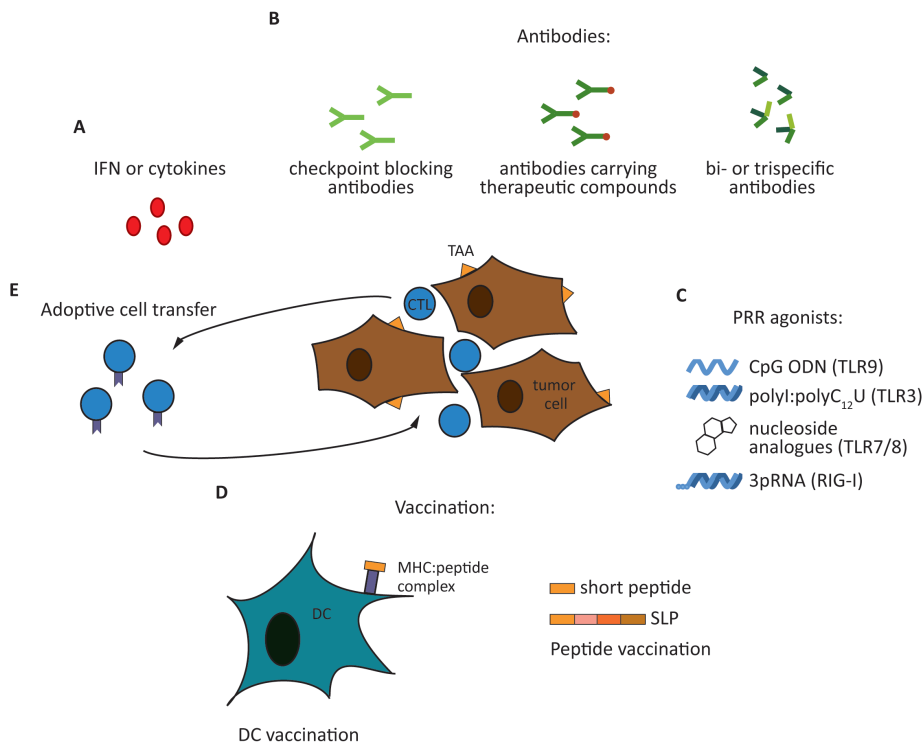 B
Antibodies:
A
IFN or cytokines
checkpoint blocking
antibodies
antibodies carrying
therapeutic compounds
bi- or trispecific
antibodies
E
Adoptive cell transfer
TAA
CTL
tumor
cell
C
PRR agonists:
CpG ODN (TLR9)
polyI:polyC₁₂U (TLR3)
nucleoside
analogues (TLR7/8)
3pRNA (RIG-I)
D
Vaccination:
MHC:peptide
complex
DC
DC vaccination
short peptide
SLP
Peptide vaccination